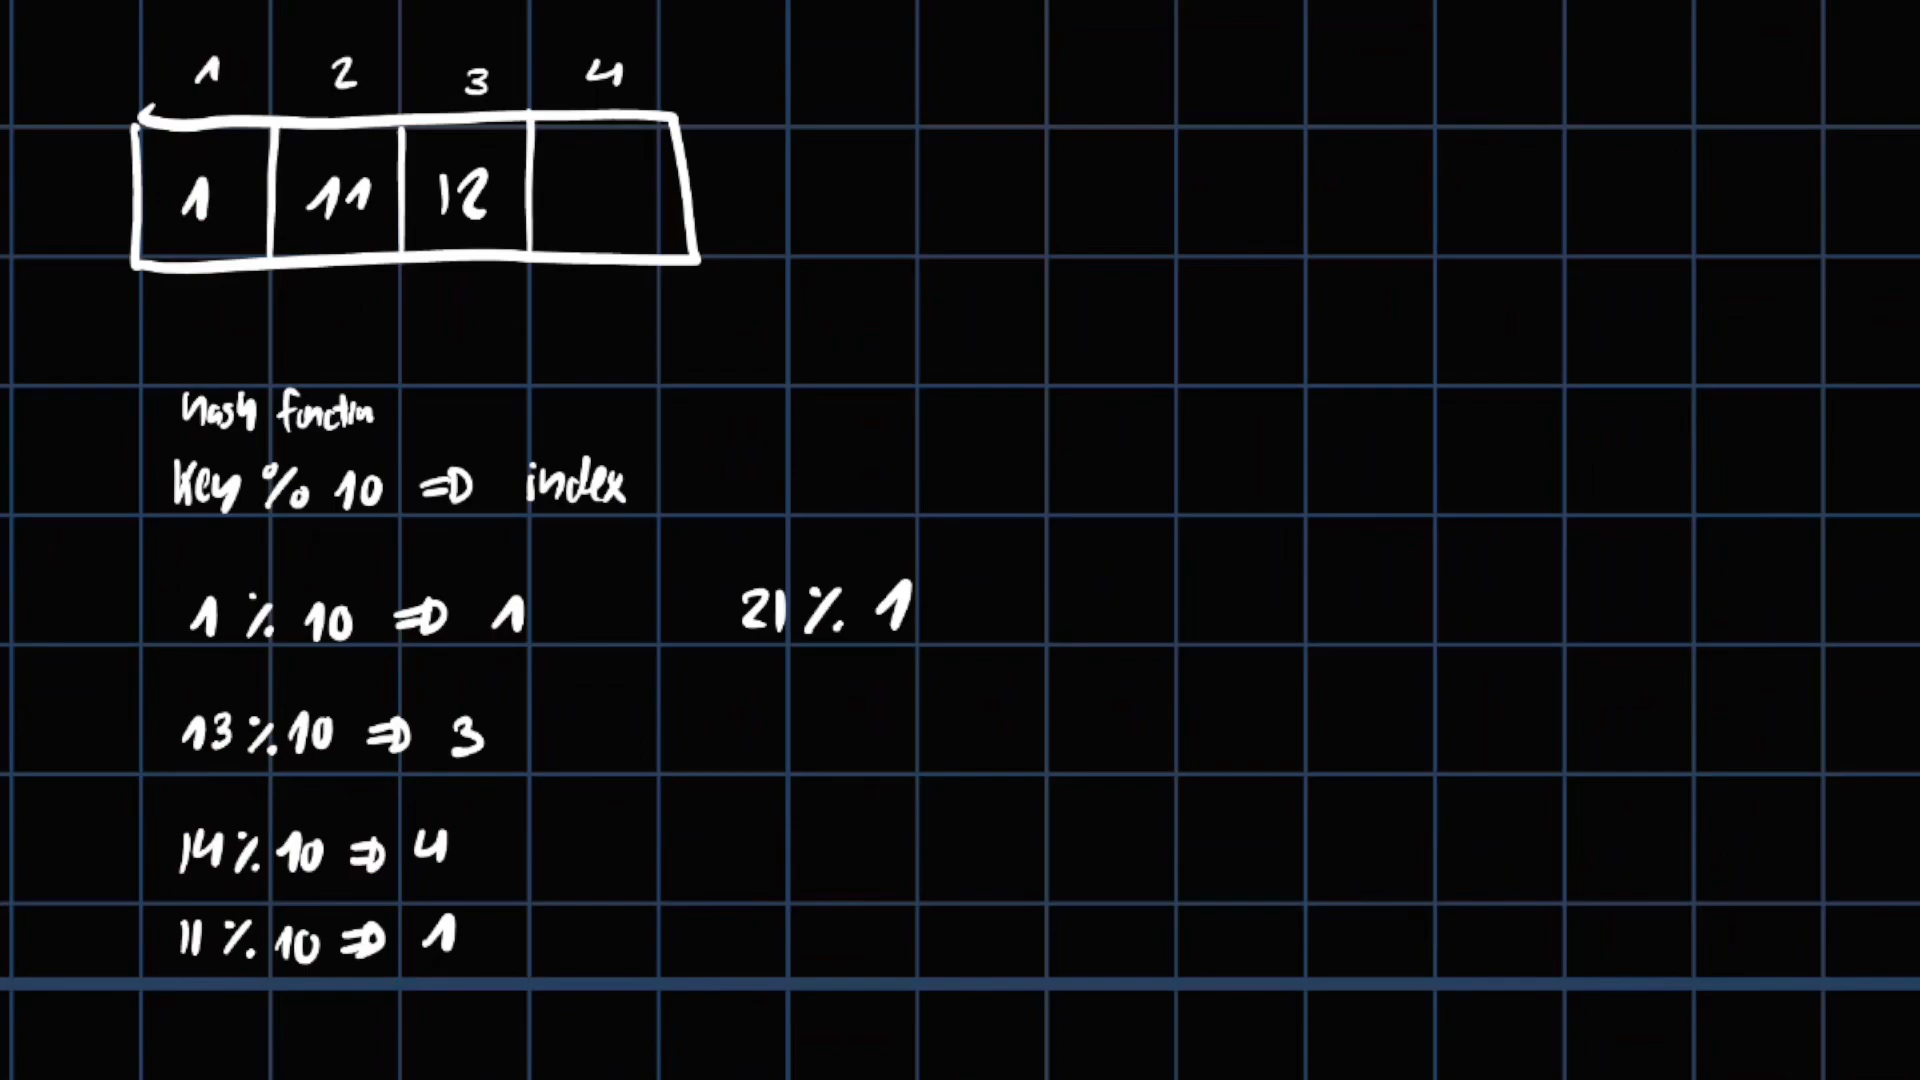 1 2 3 4
1 11 12
hash functin
Key % 10 => index
1 % 10 => 1
21 % 1
13 % 10 => 3
14 % 10 => 4
11 % 10 => 1